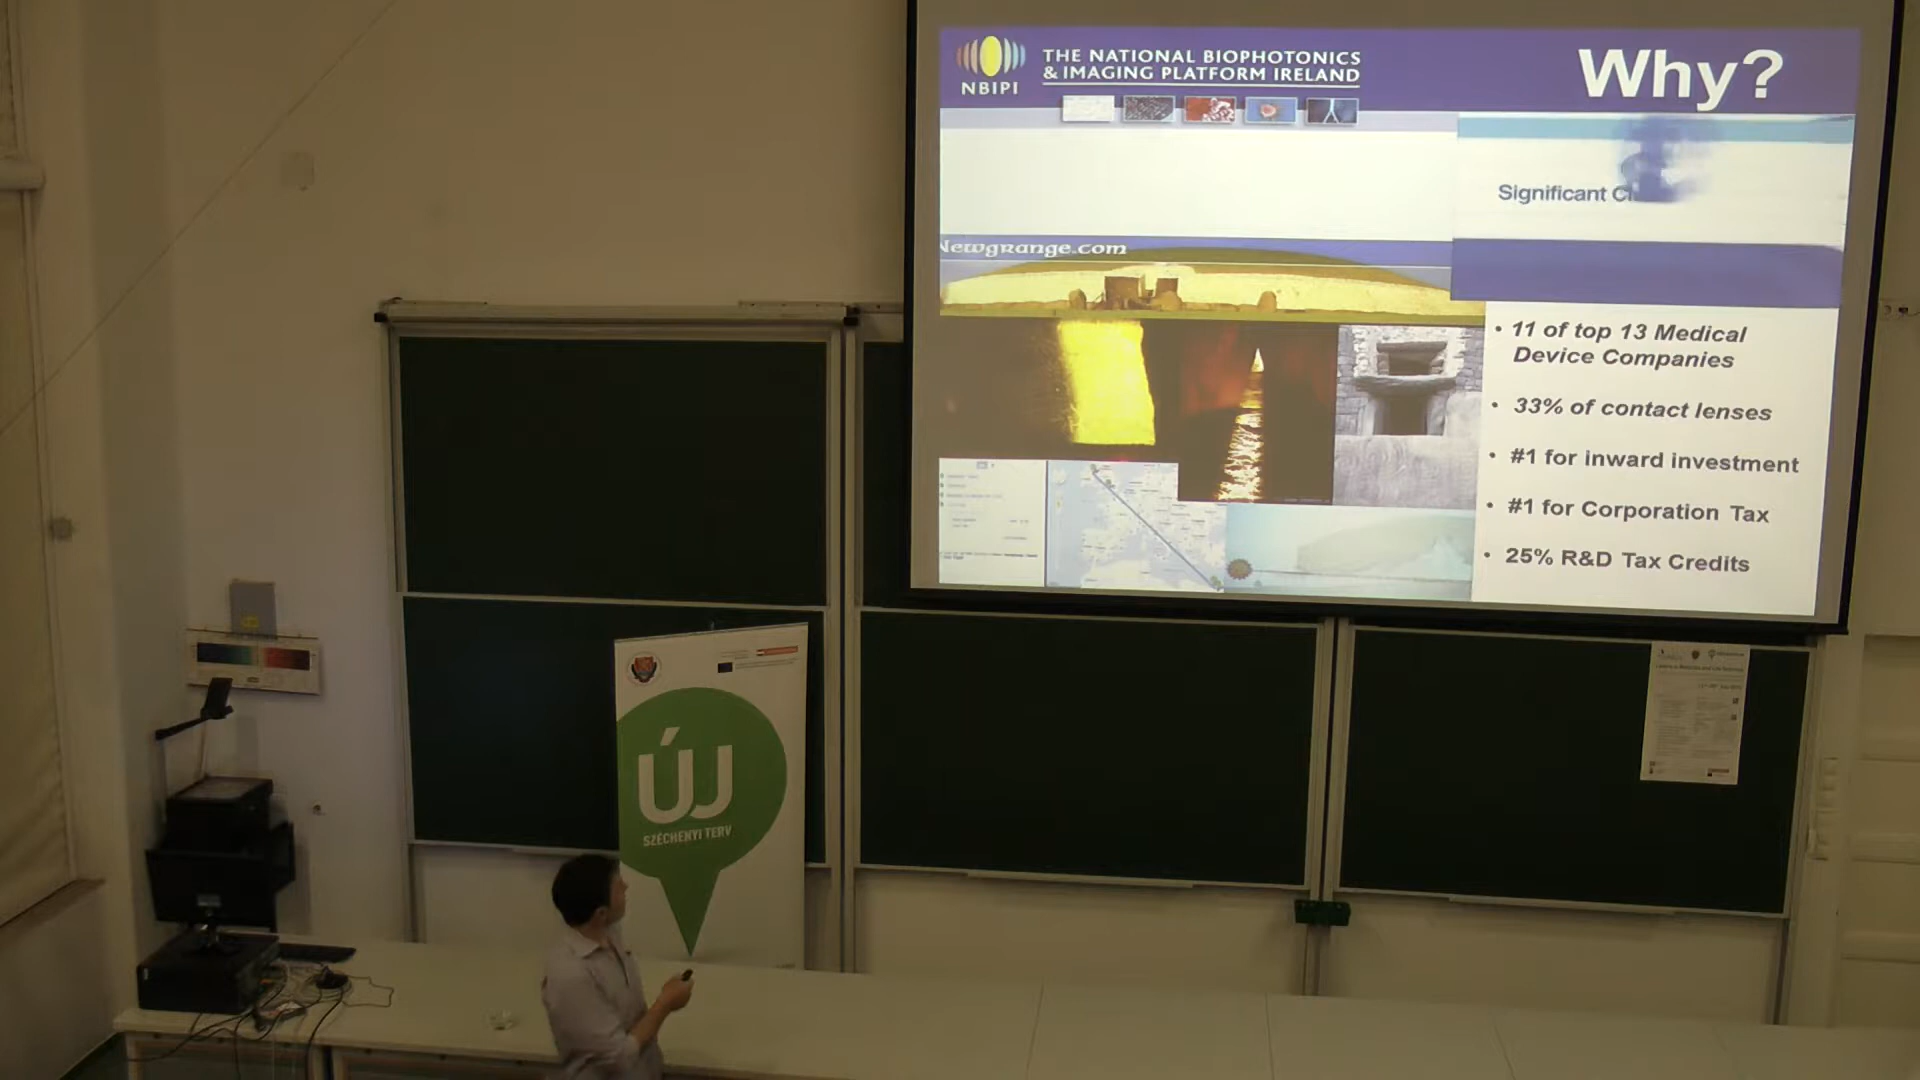 NBIPI
THE NATIONAL BIOPHOTONICS
& IMAGING PLATFORM IRELAND
Why?
Significant
Newgrange.com
• 11 of top 13 Medical
Device Companies
• 33% of contact lenses
• #1 for inward investment
• #1 for Corporation Tax
• 25% R&D Tax Credits
ÚJ
SZÉCHENYI TERV